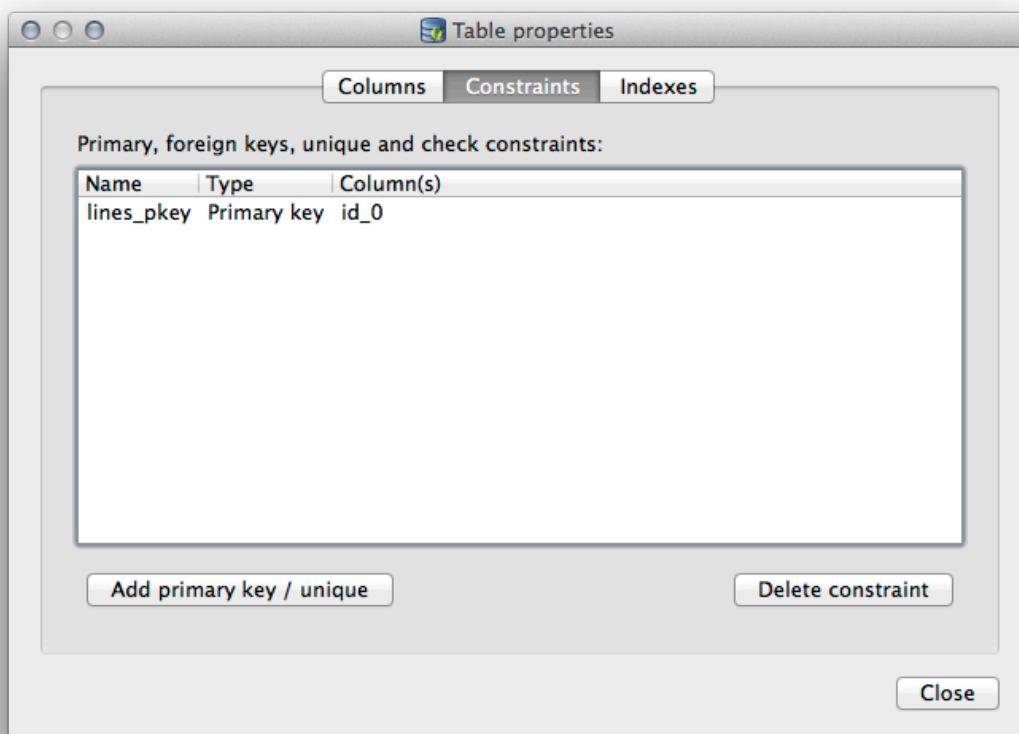 Table properties
Columns Constraints Indexes
Primary, foreign keys, unique and check constraints:
Name Type Column(s)
lines_pkey Primary key id_0
Add primary key / unique Delete constraint
Close